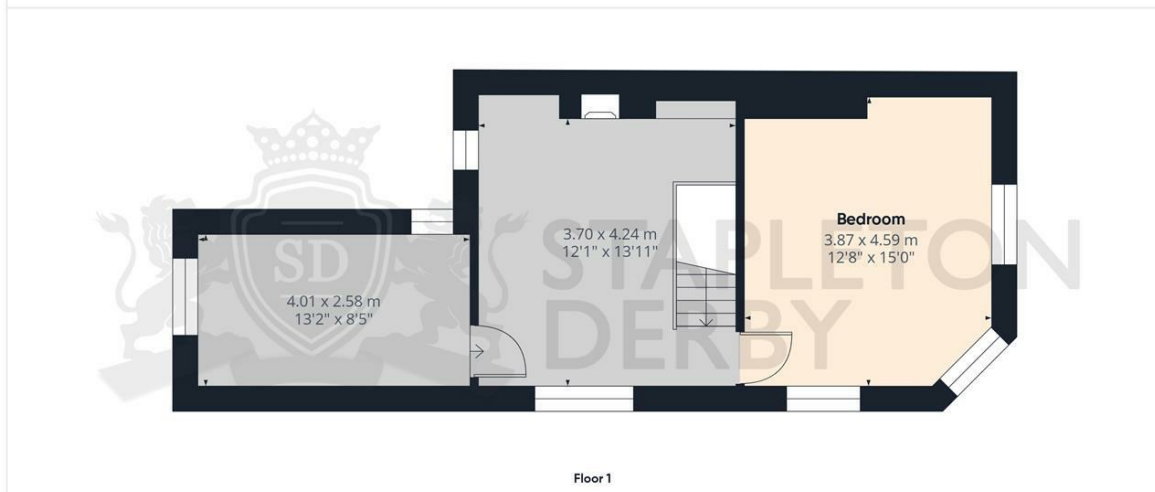 Bedroom
3.87 x 4.59 m
12'8" x 15'0"
3.70 x 4.24 m
12'1" x 13'11"
4.01 x 2.58 m
13'2" x 8'5"
SD
STAPLETON
DERBY
Floor 1